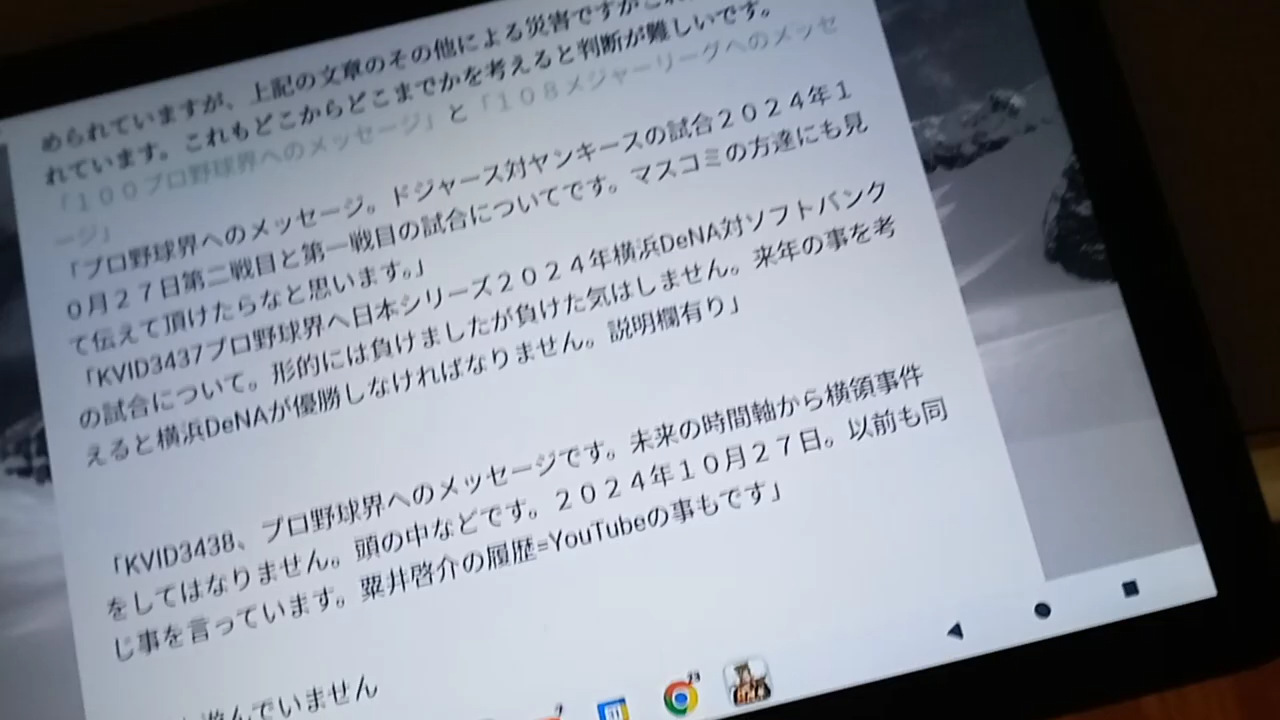 められていますが、上記の文章のその他による災害ですがこれ
れています。これもどこからどこまでかを考えると判断が難しいです。
「１００プロ野球界へのメッセージ」と「１０８メジャーリーグへのメッセ
ージ」
「プロ野球界へのメッセージ。ドジャース対ヤンキースの試合２０２４年１
０月２７日第二戦目と第一戦目の試合についてです。マスコミの方達にも見
て伝えて頂けたらなと思います。」
「KVID3437プロ野球界へ日本シリーズ２０２４年横浜DeNA対ソフトバンク
の試合について。形的には負けましたが負けた気はしません。来年の事を考
えると横浜DeNAが優勝しなければなりません。説明欄有り」
「KVID3438、プロ野球界へのメッセージです。未来の時間軸から横領事件
をしてはなりません。頭の中などです。２０２４年１０月２７日。以前も同
じ事を言っています。粟井啓介の履歴=YouTubeの事もです」
遊んでいません
31
23